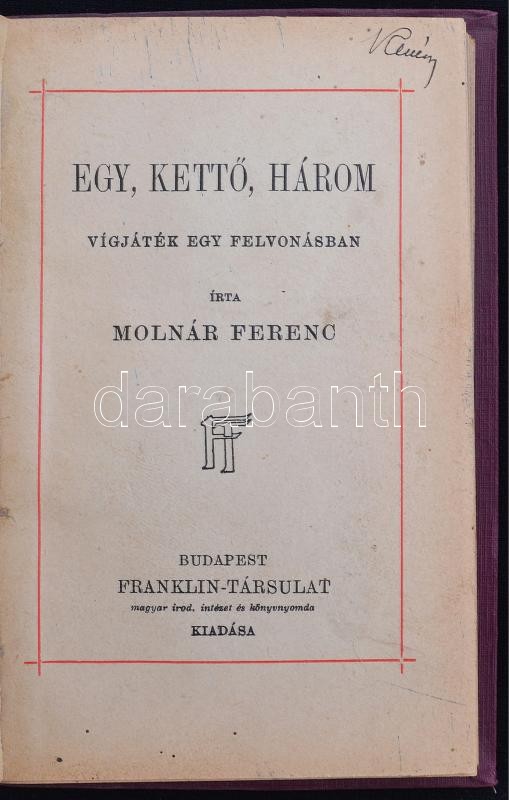 EGY, KETTŐ, HÁROM
VÍGJÁTÉK EGY FELVONÁSBAN
ÍRTA
MOLNÁR FERENC
darabanth
FT
BUDAPEST
FRANKLIN-TÁRSULAT
magyar irod. intézet és könyvnyomda
KIADÁSA